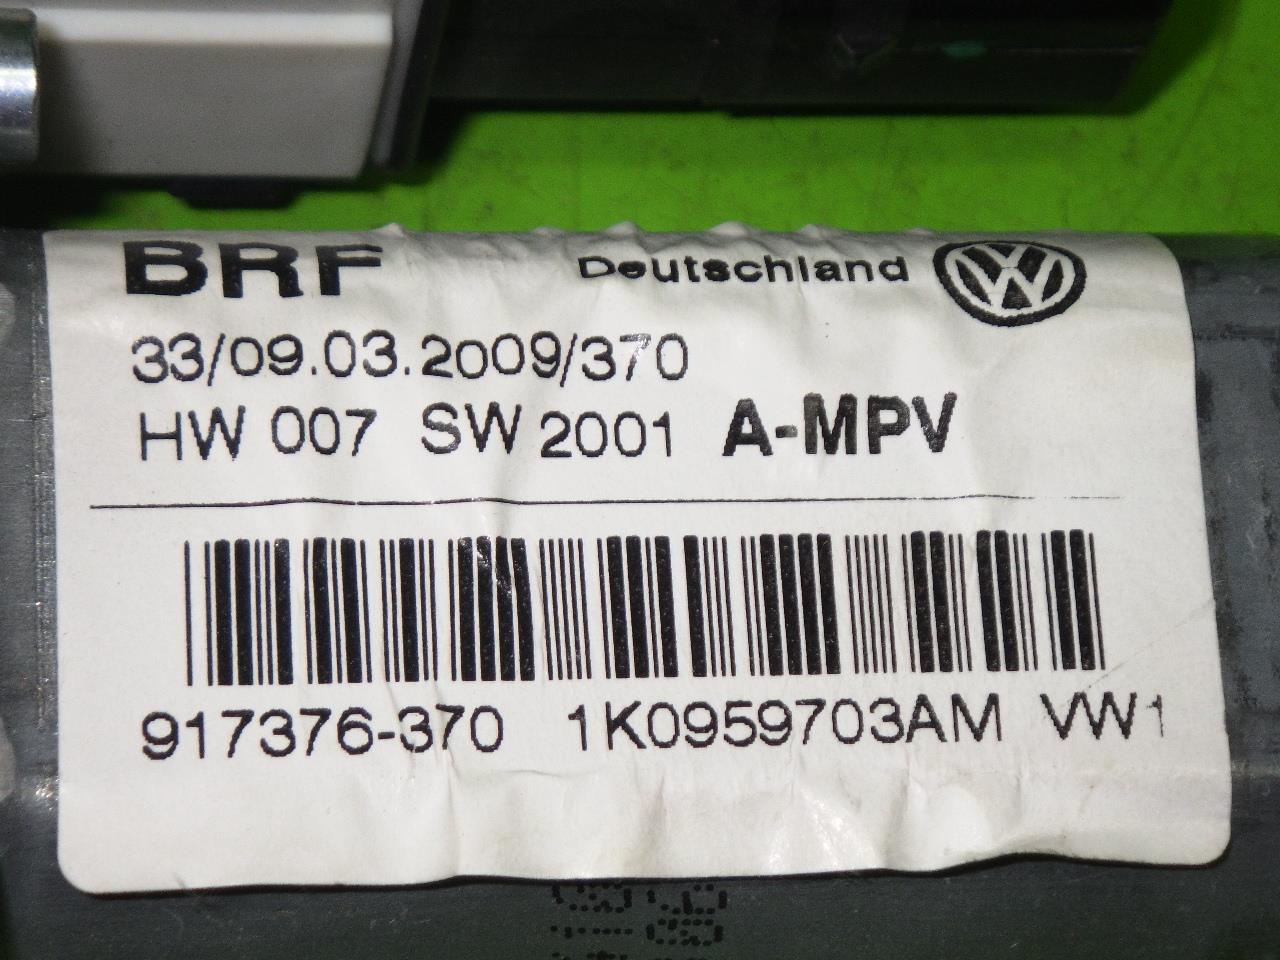 BRF Deutschland
33/09.03.2009/370
HW 007 SW 2001 A-MPV
917376-370 1K0959703AM VW1